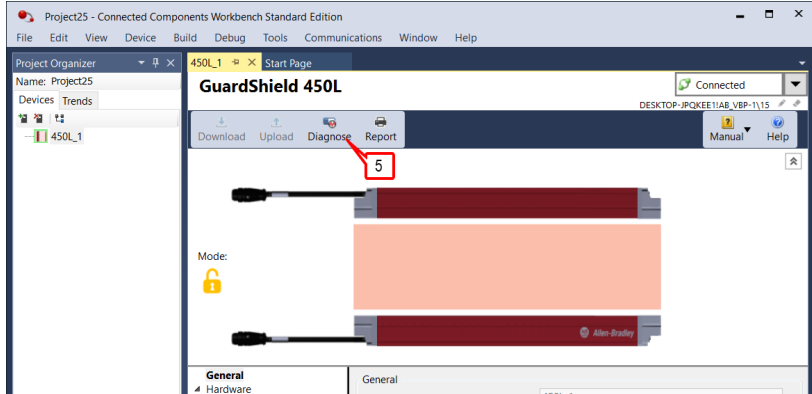 Project25 - Connected Components Workbench Standard Edition
File Edit View Device Build Debug Tools Communications Window Help
Project Organizer
450L_1 Start Page
Name: Project25
GuardShield 450L
Connected
Devices Trends
DESKTOP-JPQKEE1!AB_VBP-1\15
450L_1
Download Upload Diagnose Report
Manual Help
5
Mode:
Allen-Bradley
General
General
Hardware